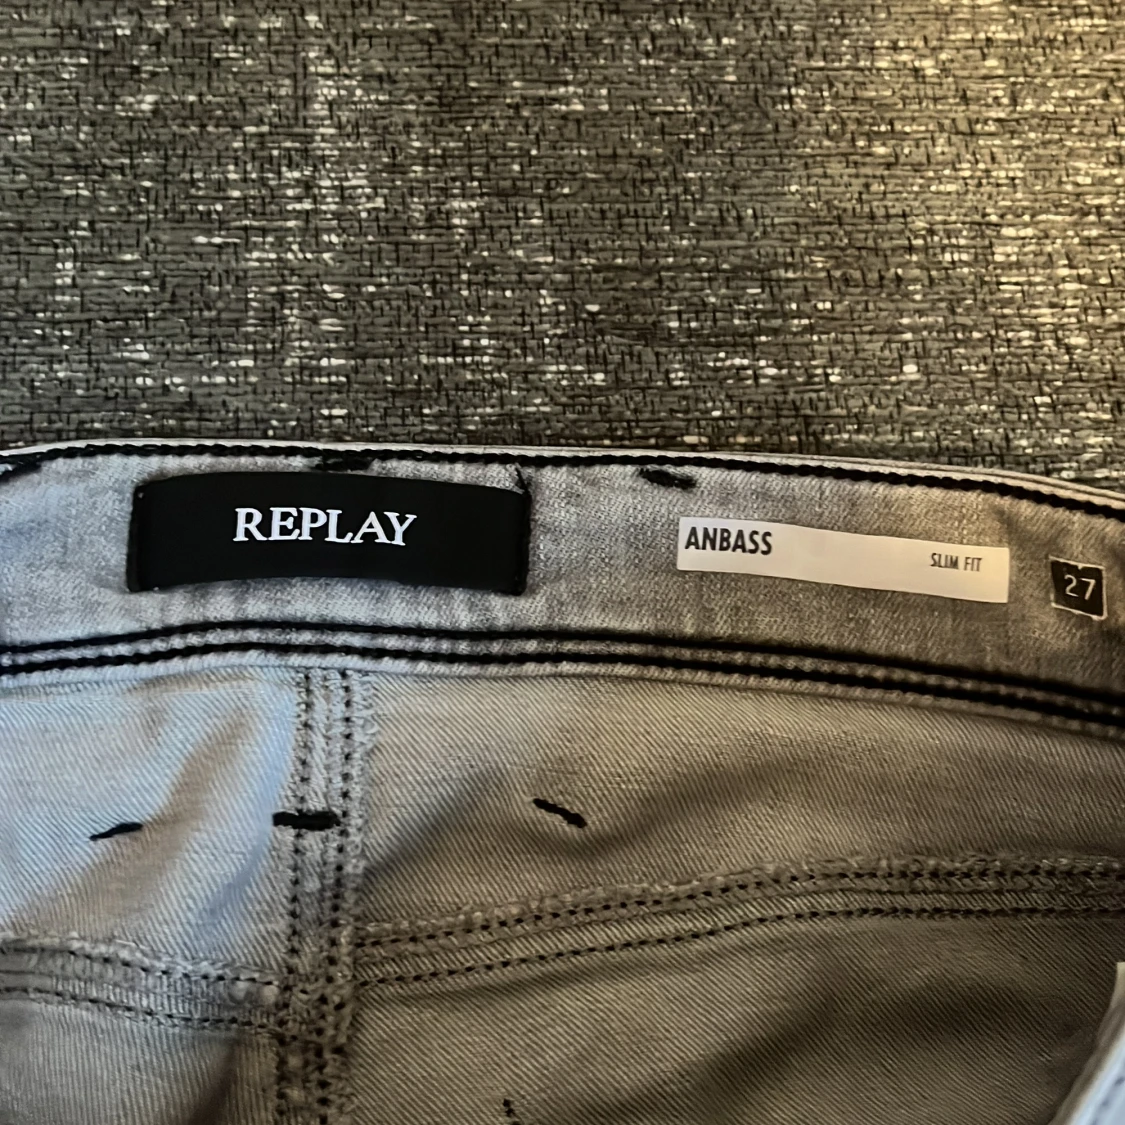 REPLAY
ANBASS
SLIM FIT
27